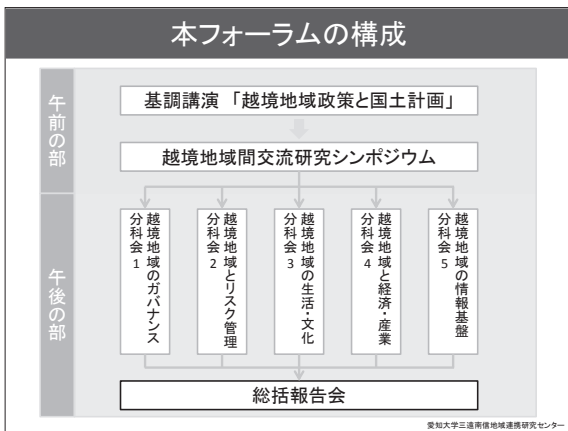 本フォーラムの構成
午前の部
基調講演 「越境地域政策と国土計画」
越境地域間交流研究シンポジウム
午後の部
分科会1
越境地域のガバナンス
分科会2
越境地域とリスク管理
分科会3
越境地域の生活・文化
分科会4
越境地域と経済・産業
分科会5
越境地域の情報基盤
総括報告会
愛知大学三遠南信地域連携研究センター